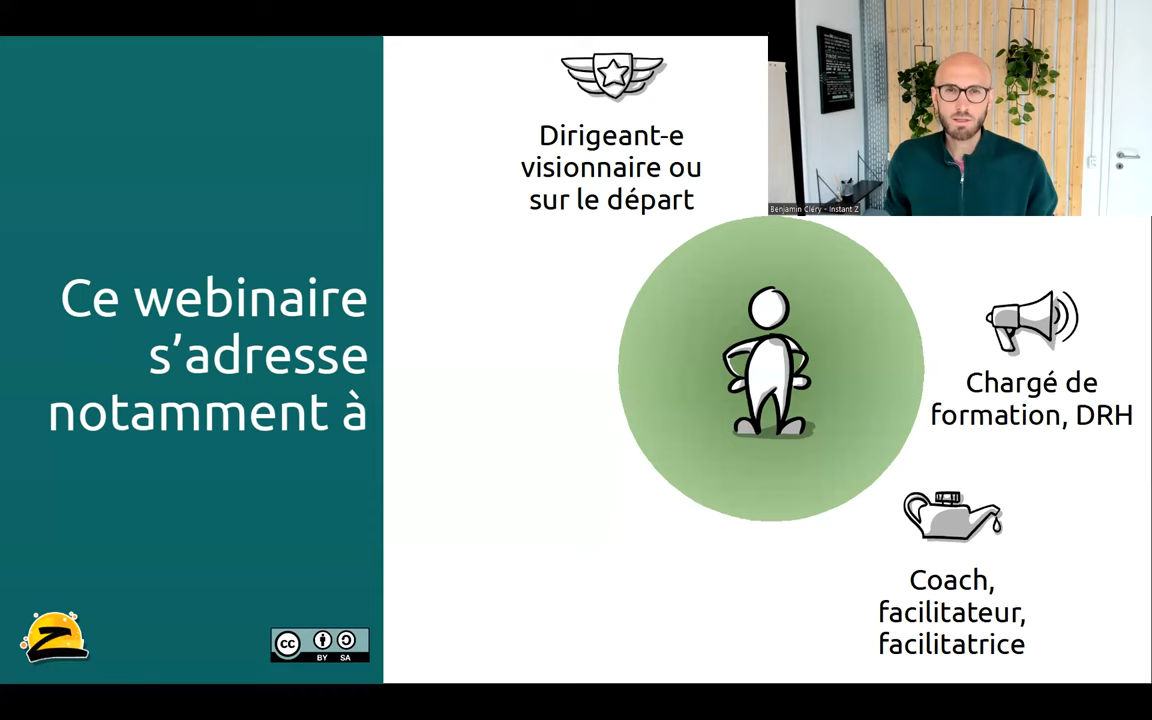 Ce webinaire
s’adresse
notamment à
Dirigeant-e
visionnaire ou
sur le départ
Benjamin Cléry - Instant Z
Chargé de
formation, DRH
Coach,
facilitateur,
facilitatrice
Z
cc
BY SA